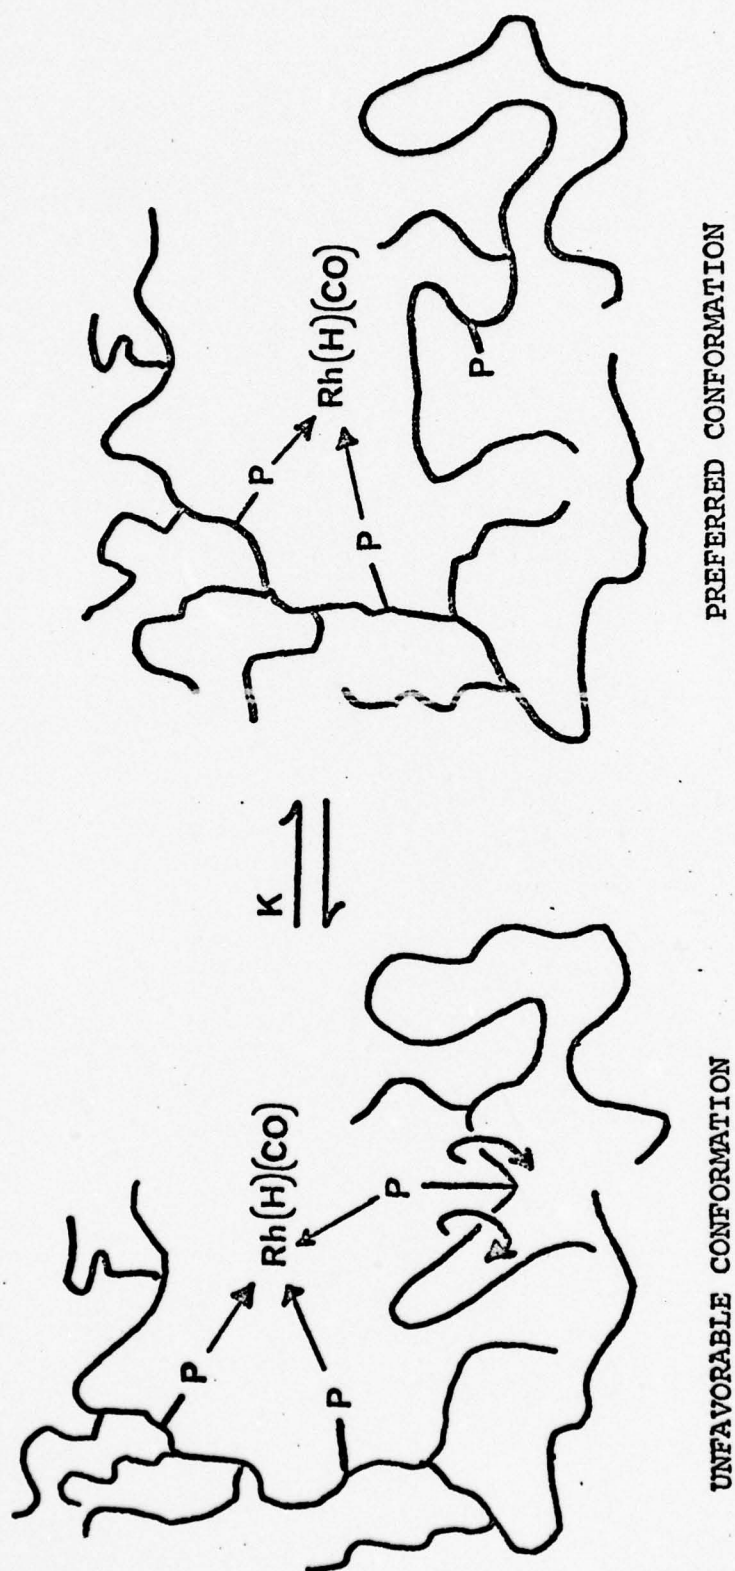 P
Rh(H)(CO)
P
P
UNFAVORABLE CONFORMATION
K
P
Rh(H)(CO)
P
P
PREFERRED CONFORMATION